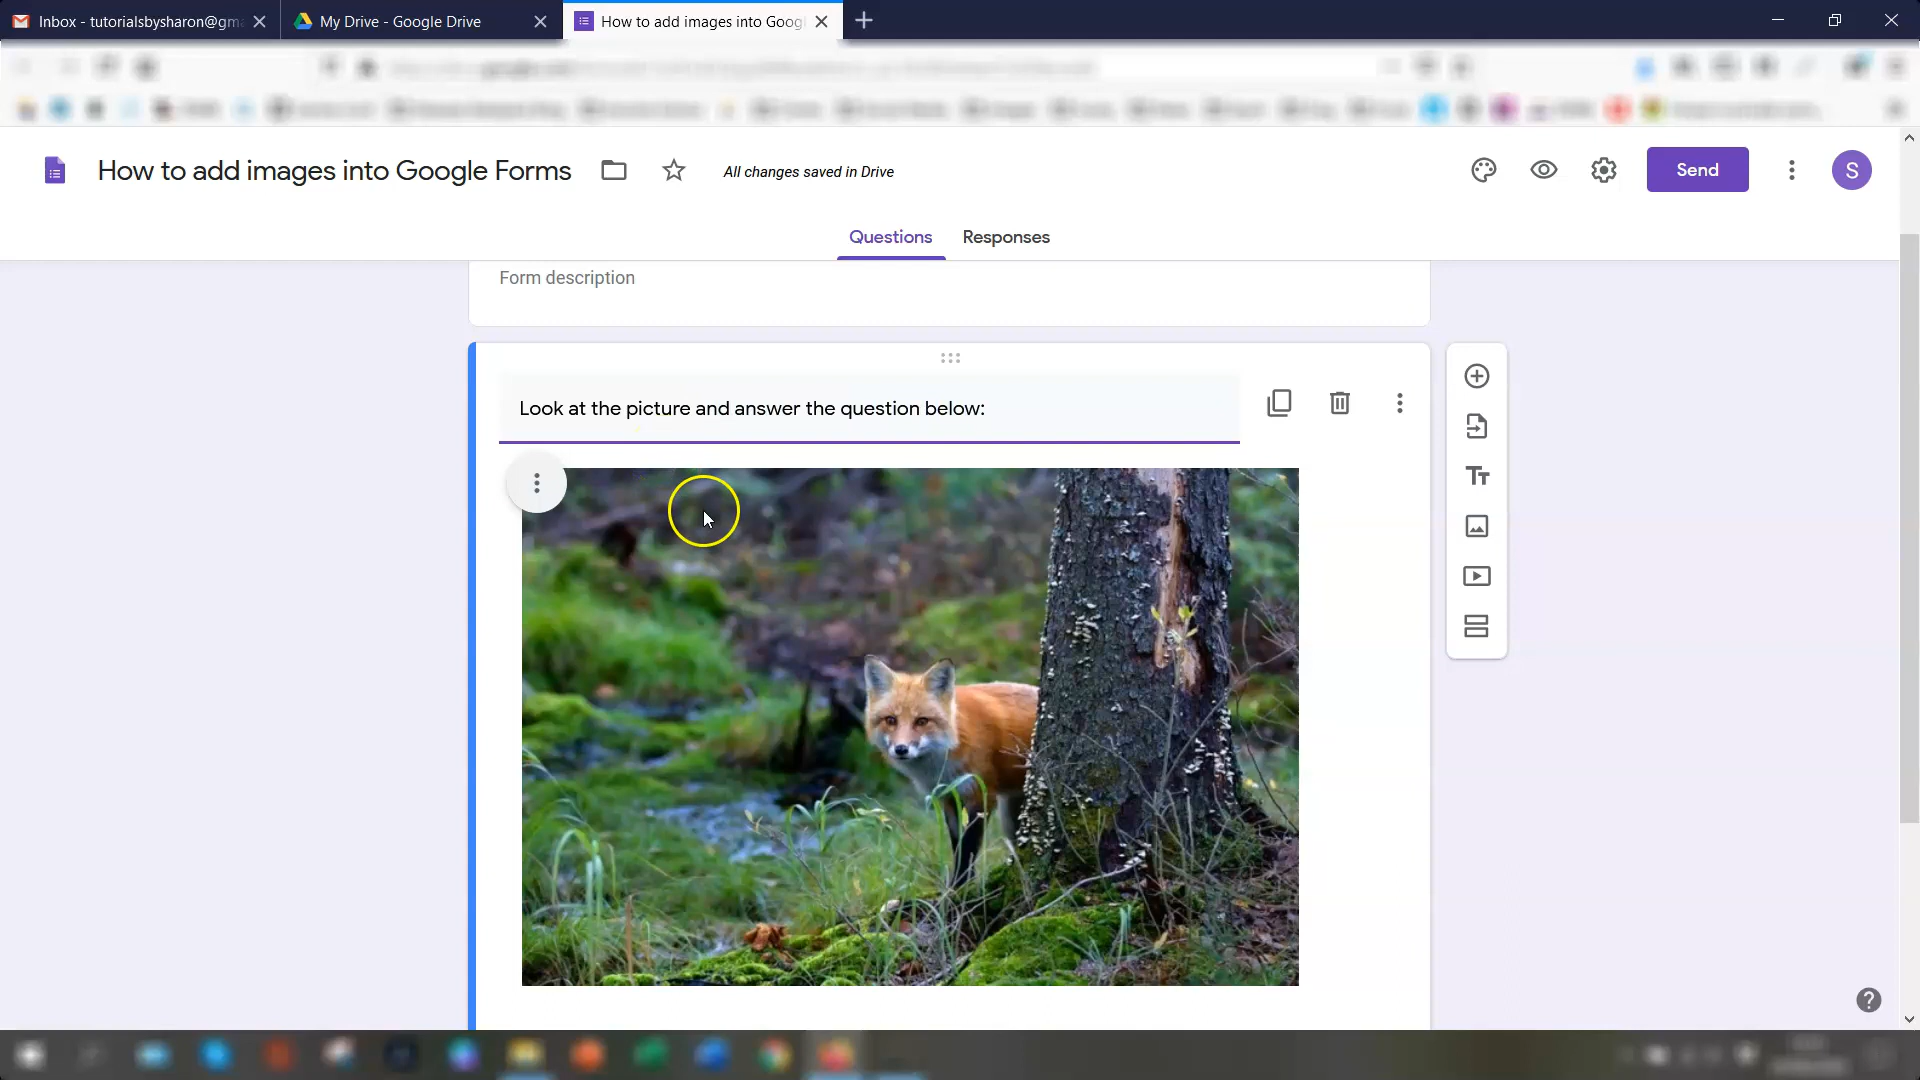 Inbox - tutorialsbysharon@gm
My Drive - Google Drive
How to add images into Goog
How to add images into Google Forms
All changes saved in Drive
Send
S
Questions
Responses
Form description
Look at the picture and answer the question below: